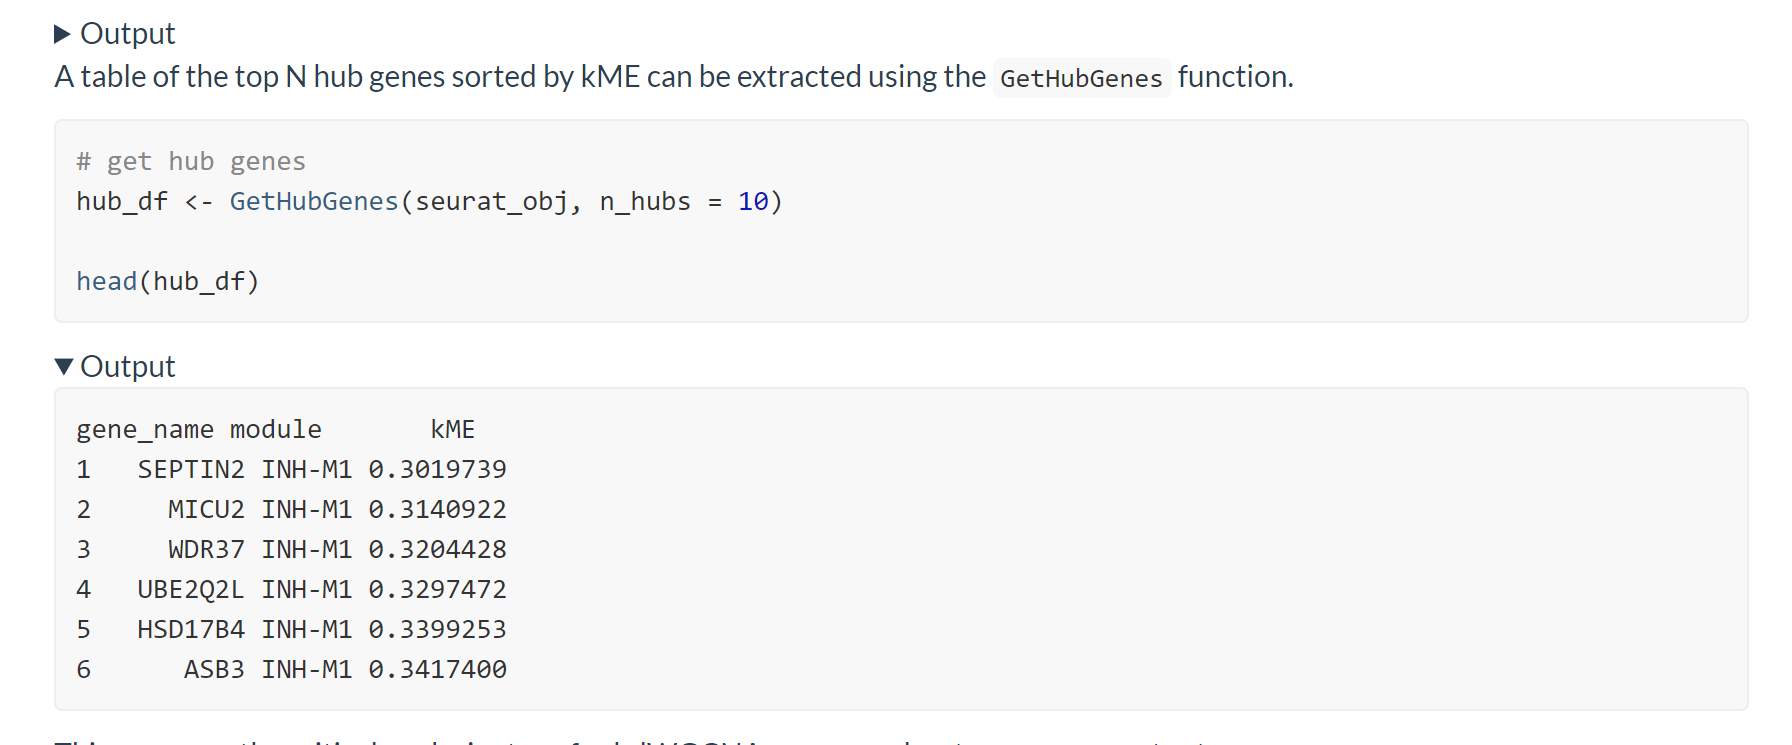 ▶ Output
A table of the top N hub genes sorted by kME can be extracted using the GetHubGenes function.
# get hub genes
hub_df <- GetHubGenes(seurat_obj, n_hubs = 10)
head(hub_df)
▼ Output
gene_name module       kME
1   SEPTIN2 INH-M1 0.3019739
2     MICU2 INH-M1 0.3140922
3     WDR37 INH-M1 0.3204428
4   UBE2Q2L INH-M1 0.3297472
5   HSD17B4 INH-M1 0.3399253
6      ASB3 INH-M1 0.3417400